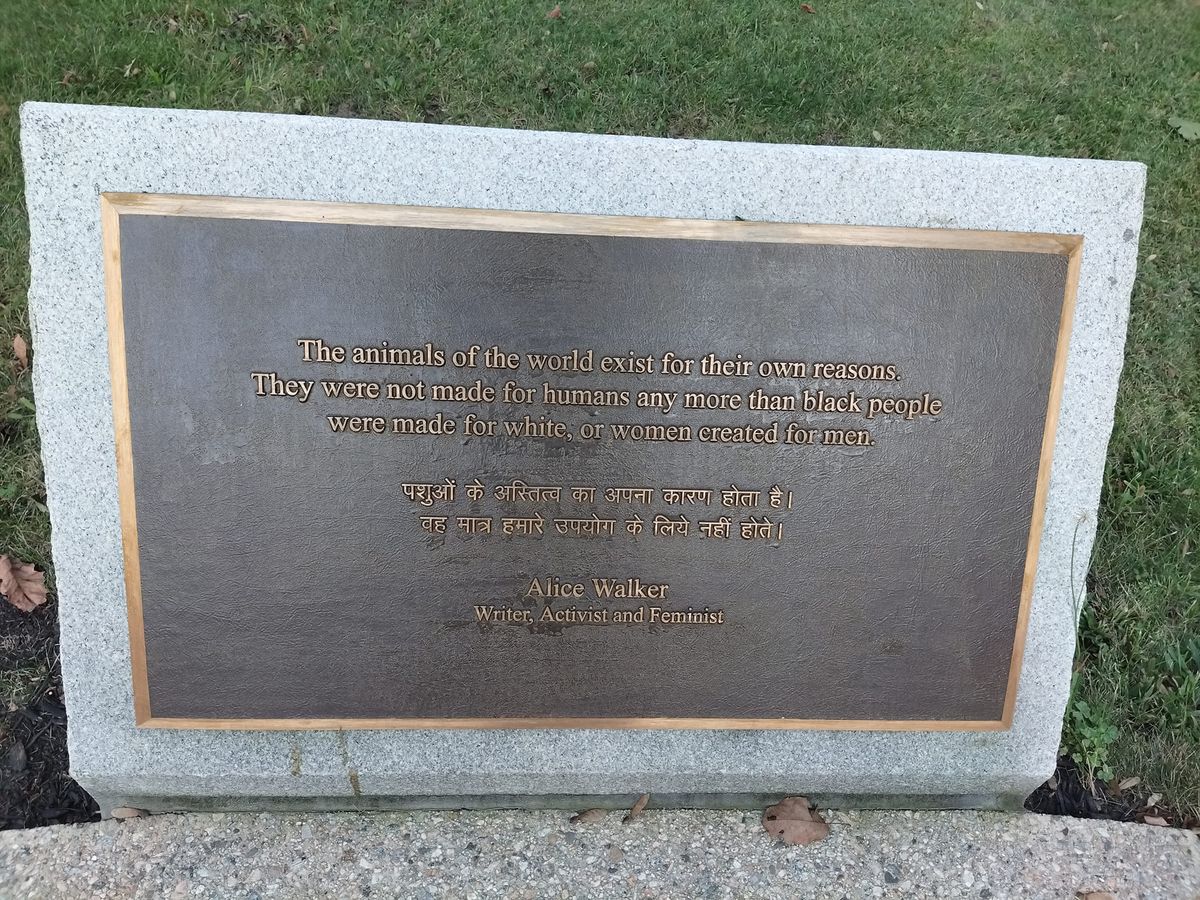 The animals of the world exist for their own reasons.
They were not made for humans any more than black people
were made for white, or women created for men.
पशुओं के अस्तित्व का अपना कारण होता है।
वह मात्र हमारे उपयोग के लिये नहीं होते।
Alice Walker
Writer, Activist and Feminist